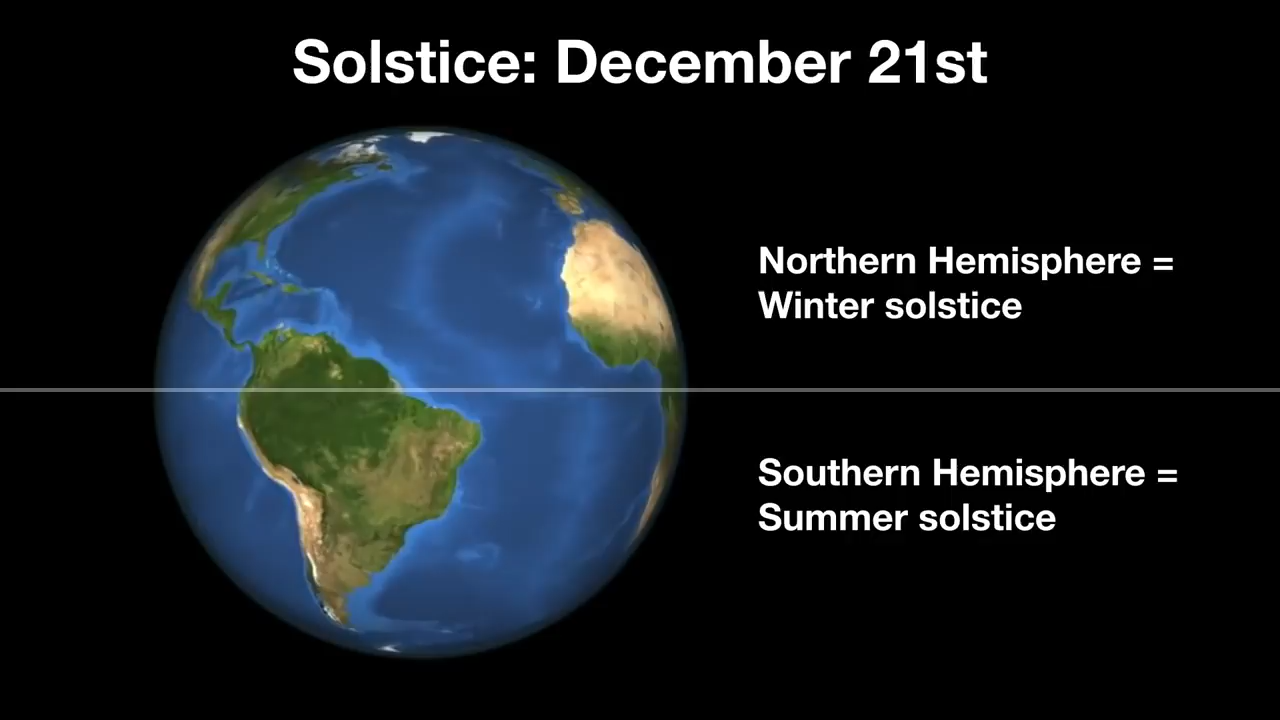 Solstice: December 21st
Northern Hemisphere =
Winter solstice
Southern Hemisphere =
Summer solstice